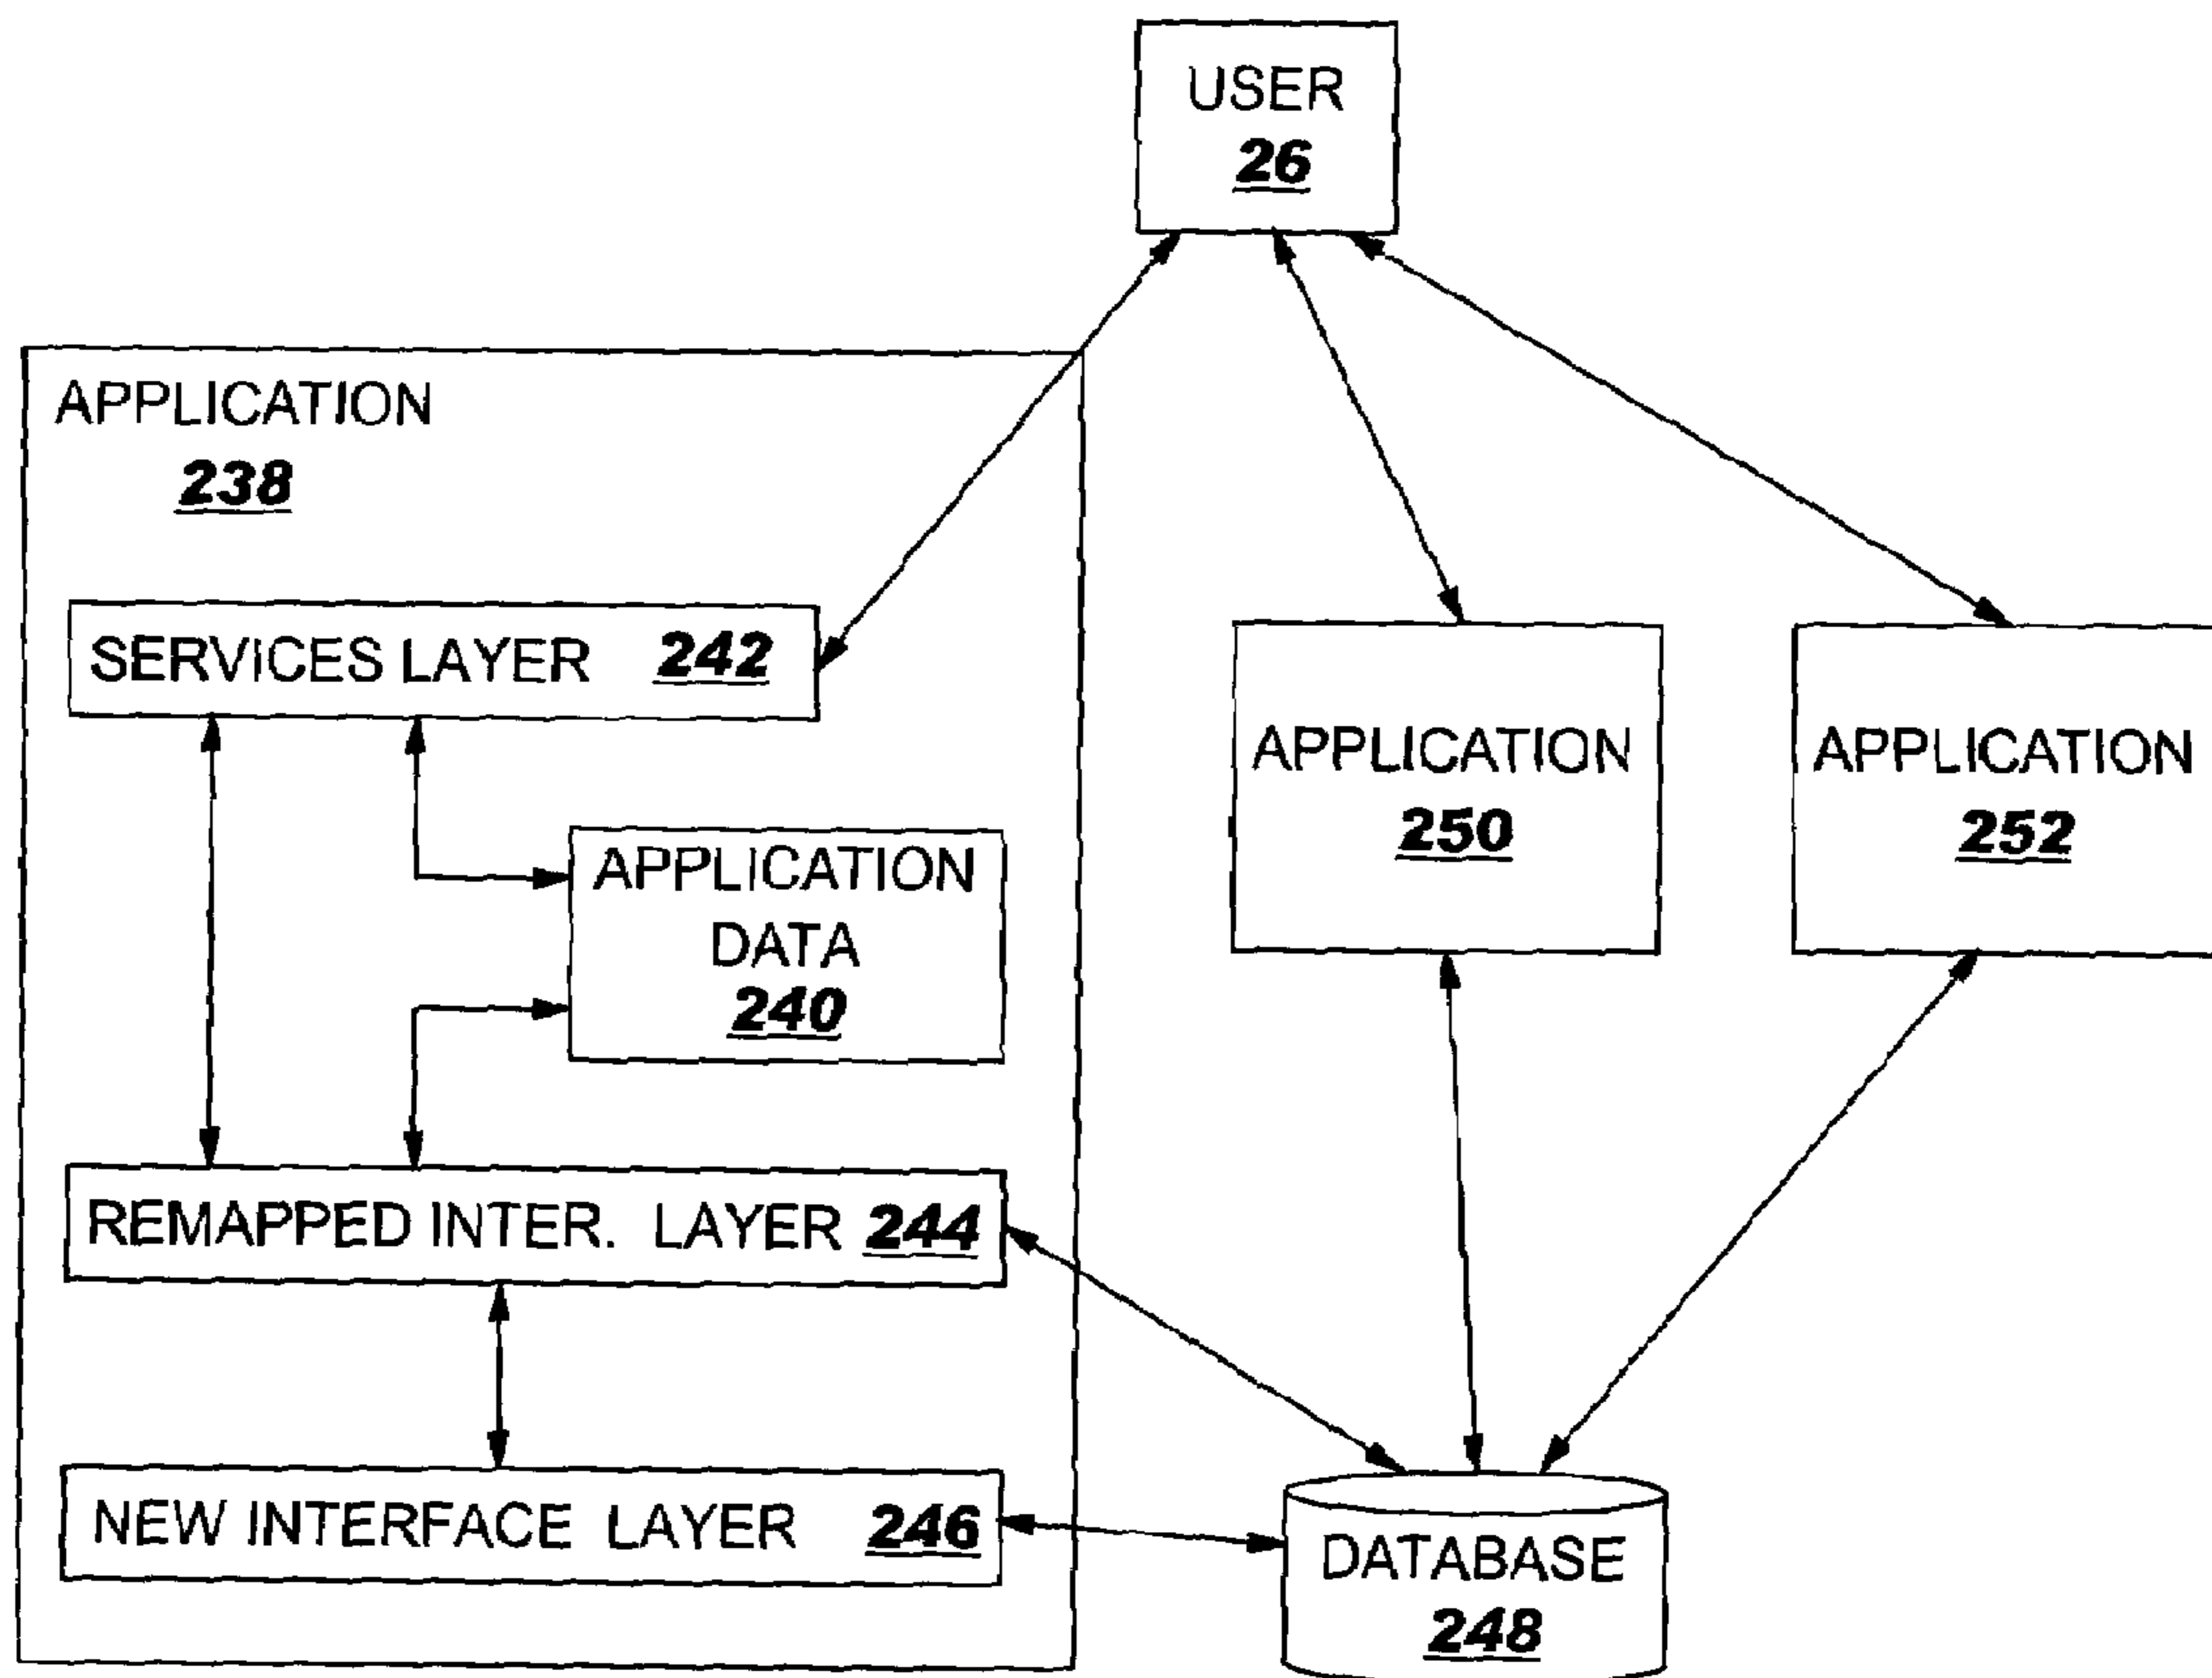 USER
26
APPLICATION
238
SERVICES LAYER 242
APPLICATION
DATA
240
APPLICATION
250
APPLICATION
252
REMAPPED INTER. LAYER 244
NEW INTERFACE LAYER 246
DATABASE
248